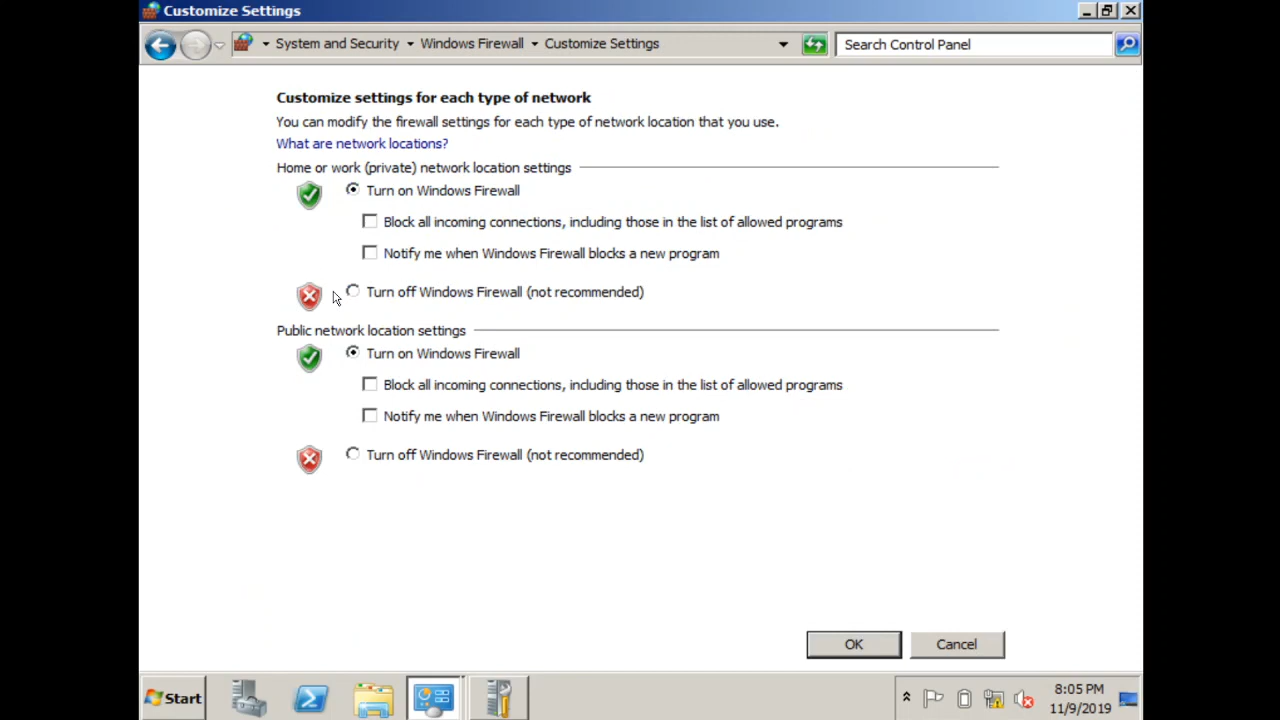 Customize Settings
System and Security Windows Firewall Customize Settings Search Control Panel
Customize settings for each type of network
You can modify the firewall settings for each type of network location that you use.
What are network locations?
Home or work (private) network location settings
Turn on Windows Firewall
Block all incoming connections, including those in the list of allowed programs
Notify me when Windows Firewall blocks a new program
Turn off Windows Firewall (not recommended)
Public network location settings
Turn on Windows Firewall
Block all incoming connections, including those in the list of allowed programs
Notify me when Windows Firewall blocks a new program
Turn off Windows Firewall (not recommended)
OK Cancel
Start
8:05 PM
11/9/2019